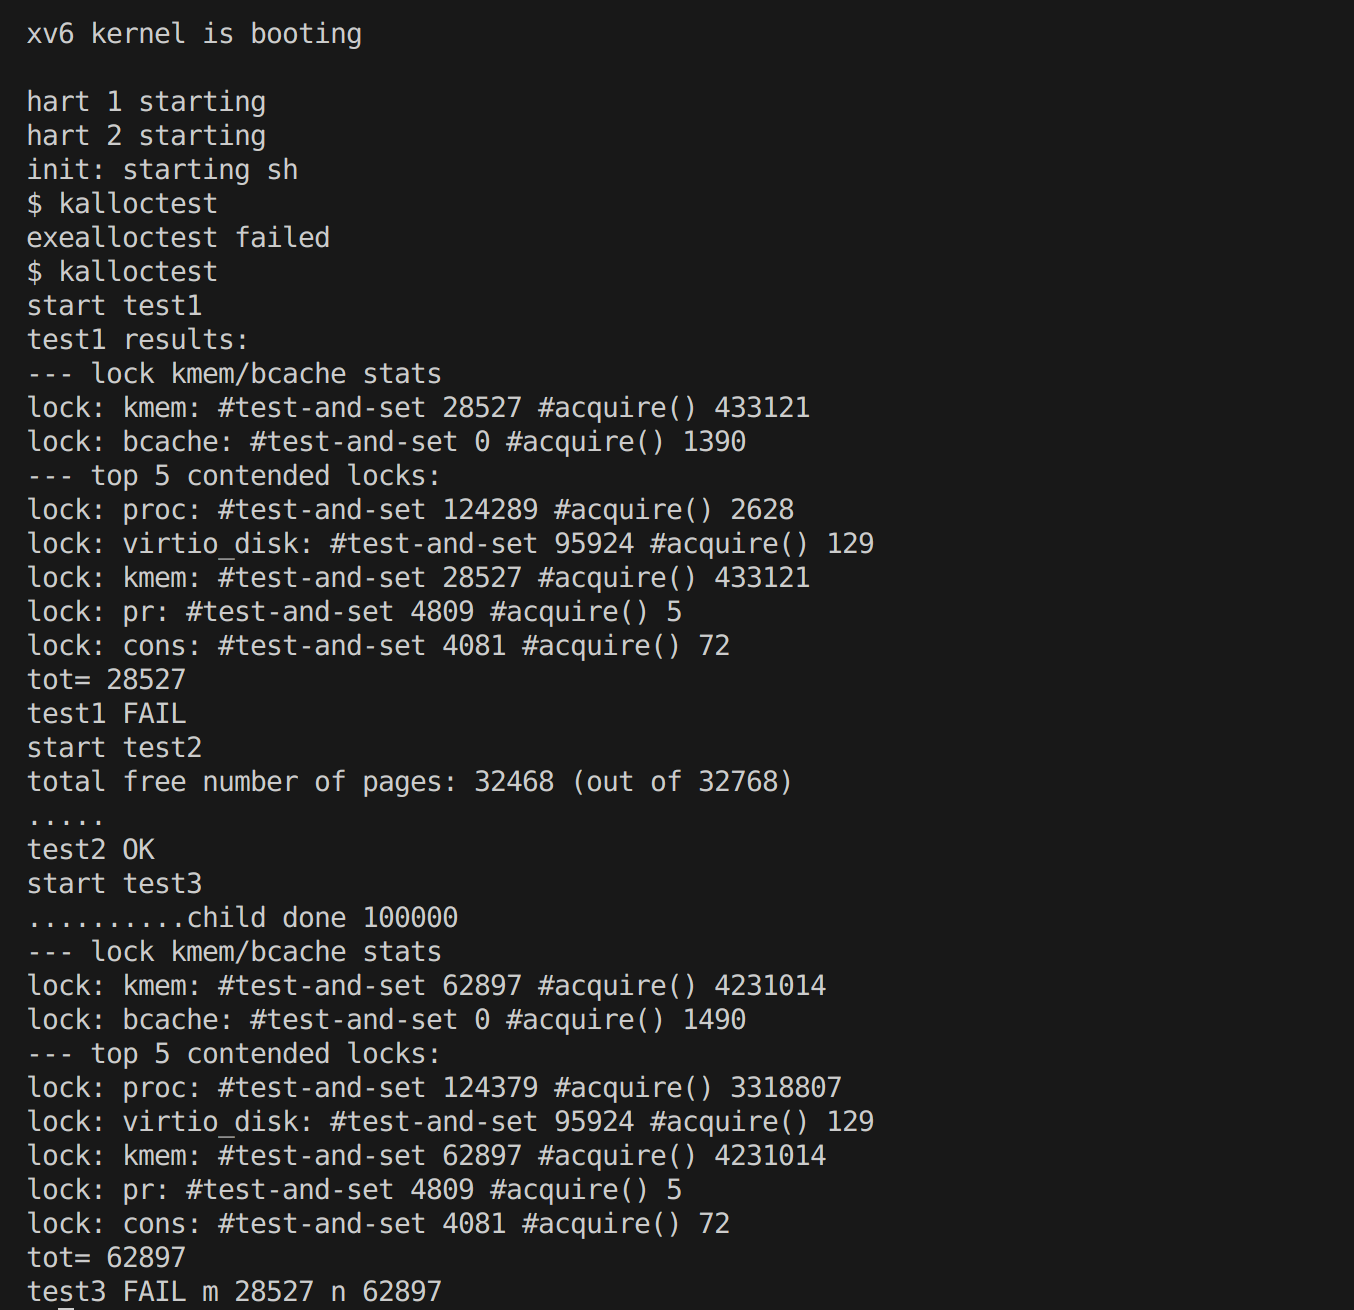 xv6 kernel is booting
hart 1 starting
hart 2 starting
init: starting sh
$ kalloctest
exealloctest failed
$ kalloctest
start test1
test1 results:
--- lock kmem/bcache stats
lock: kmem: #test-and-set 28527 #acquire() 433121
lock: bcache: #test-and-set 0 #acquire() 1390
--- top 5 contended locks:
lock: proc: #test-and-set 124289 #acquire() 2628
lock: virtio_disk: #test-and-set 95924 #acquire() 129
lock: kmem: #test-and-set 28527 #acquire() 433121
lock: pr: #test-and-set 4809 #acquire() 5
lock: cons: #test-and-set 4081 #acquire() 72
tot= 28527
test1 FAIL
start test2
total free number of pages: 32468 (out of 32768)
.....
test2 OK
start test3
..........child done 100000
--- lock kmem/bcache stats
lock: kmem: #test-and-set 62897 #acquire() 4231014
lock: bcache: #test-and-set 0 #acquire() 1490
--- top 5 contended locks:
lock: proc: #test-and-set 124379 #acquire() 3318807
lock: virtio_disk: #test-and-set 95924 #acquire() 129
lock: kmem: #test-and-set 62897 #acquire() 4231014
lock: pr: #test-and-set 4809 #acquire() 5
lock: cons: #test-and-set 4081 #acquire() 72
tot= 62897
test3 FAIL m 28527 n 62897